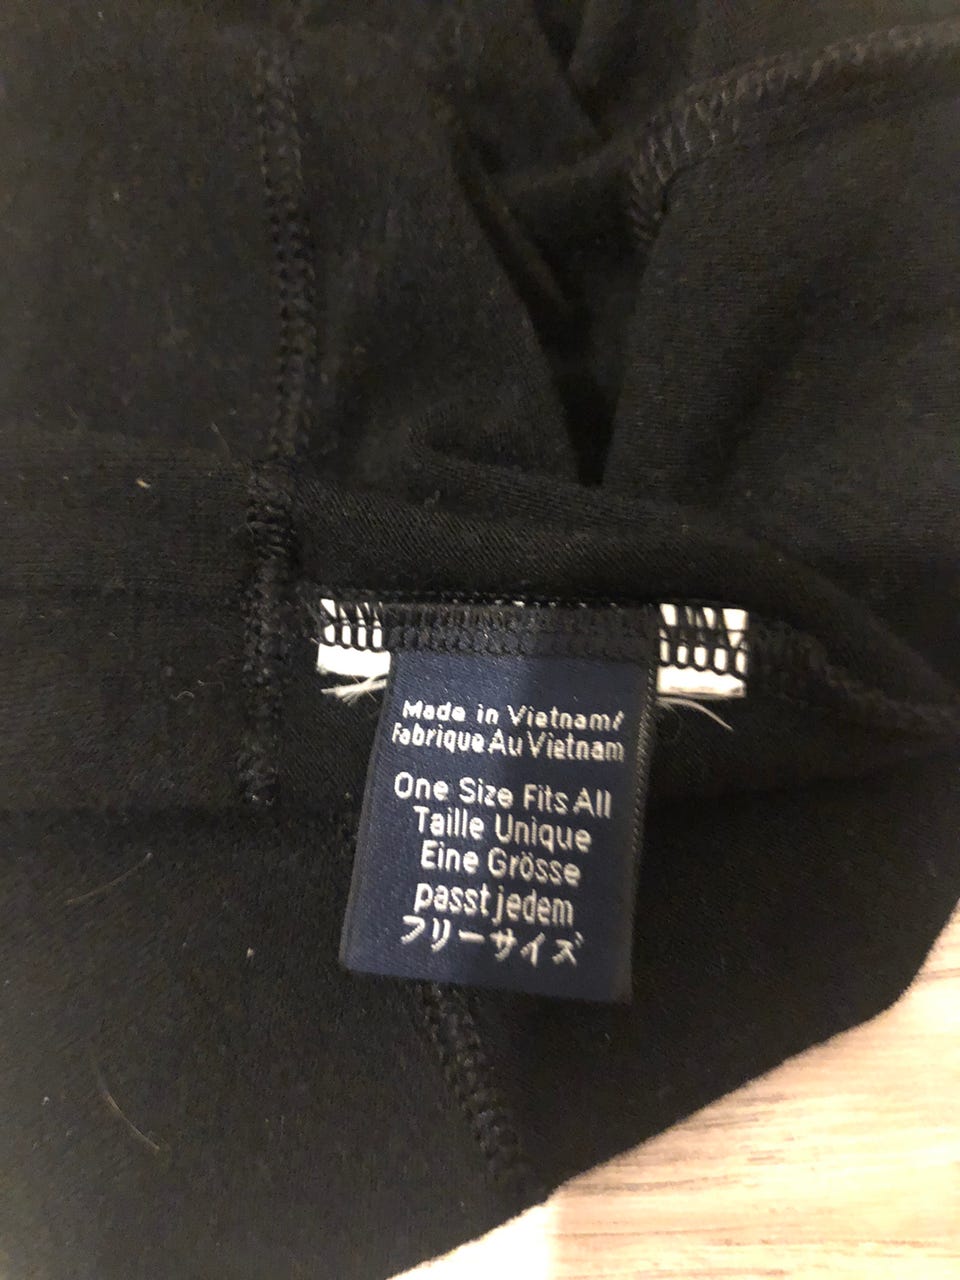 Made in Vietnam/
Fabrique Au Vietnam
One Size Fits All
Taille Unique
Eine Grösse
passt jedem
フリーサイズ